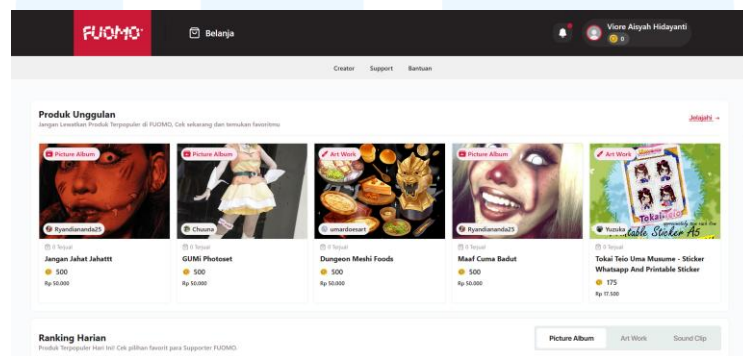 FUOMO
Belanja
Viore Aisyah Hidayanti
0
Creator Support Bantuan
Produk Unggulan
Jangan Lewatkan Produk Terpopuler di FUOMO, Cek sekarang dan temukan favoritmu
Jelajahi →
Picture Album
Ryandiananda25
0 Terjual
Jangan Jahat Jahattt
500
Rp 50.000
Picture Album
Chuuna
0 Terjual
GUMi Photoset
500
Rp 50.000
Art Work
umardoesart
0 Terjual
Dungeon Meshi Foods
500
Rp 50.000
Picture Album
Ryandiananda25
0 Terjual
Maaf Cuma Badut
500
Rp 50.000
Art Work
Tokai Teio
Sticker A5
Yuzuka
0 Terjual
Tokai Teio Uma Musume - Sticker
Whatsapp And Printable Sticker
175
Rp 17.500
Ranking Harian
Produk Terpopuler Hari Ini! Cek pilihan favorit para Supporter FUOMO.
Picture Album Art Work Sound Clip